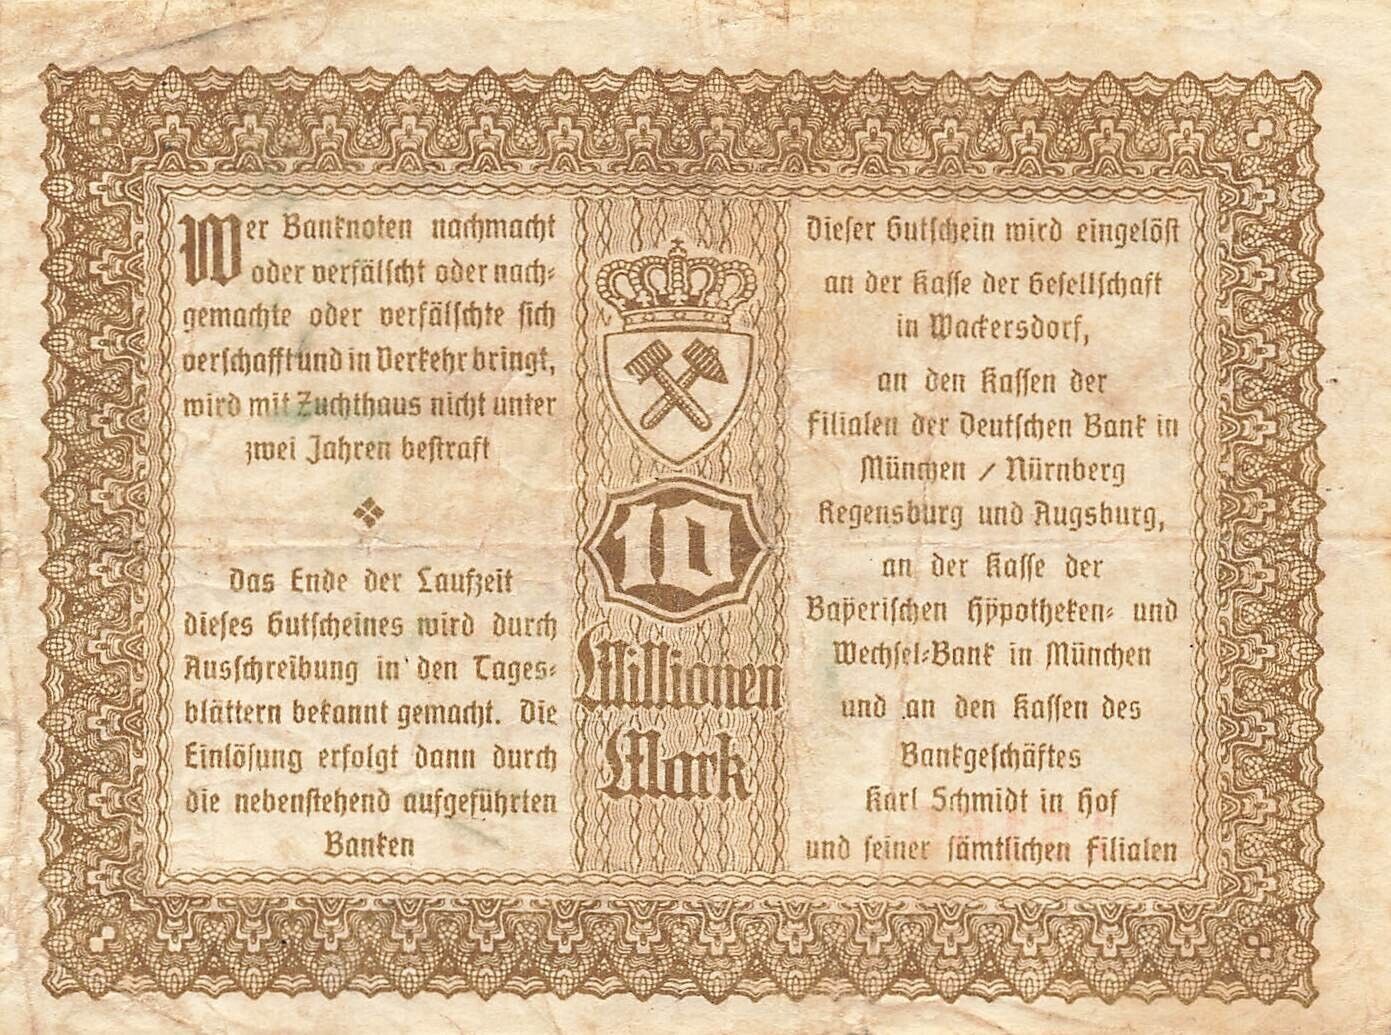 Wer Banknoten nachmacht
oder verfälscht oder nach-
gemachte oder verfälschte sich
verschafft und in Verkehr bringt,
wird mit Zuchthaus nicht unter
zwei Jahren bestraft
Das Ende der Laufzeit
dieses Gutscheines wird durch
Ausschreibung in den Tages-
blättern bekannt gemacht. Die
Einlösung erfolgt dann durch
die nebenstehend aufgeführten
Banken
10
Millionen
Mark
Dieser Gutschein wird eingelöst
an der Kasse der Gesellschaft
in Wackersdorf,
an den Kassen der
Filialen der Deutschen Bank in
München / Nürnberg
Regensburg und Augsburg,
an der Kasse der
Bayerischen Hypotheken- und
Wechsel-Bank in München
und an den Kassen des
Bankgeschäftes
Karl Schmidt in Hof
und seiner sämtlichen Filialen